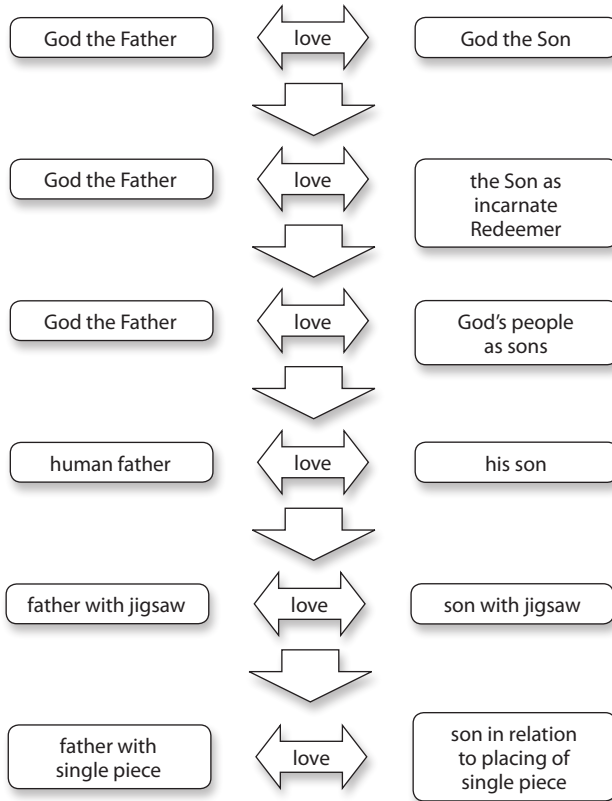 God the Father
love
God the Son
God the Father
love
the Son as
incarnate
Redeemer
God the Father
love
God’s people
as sons
human father
love
his son
father with jigsaw
love
son with jigsaw
father with
single piece
love
son in relation
to placing of
single piece